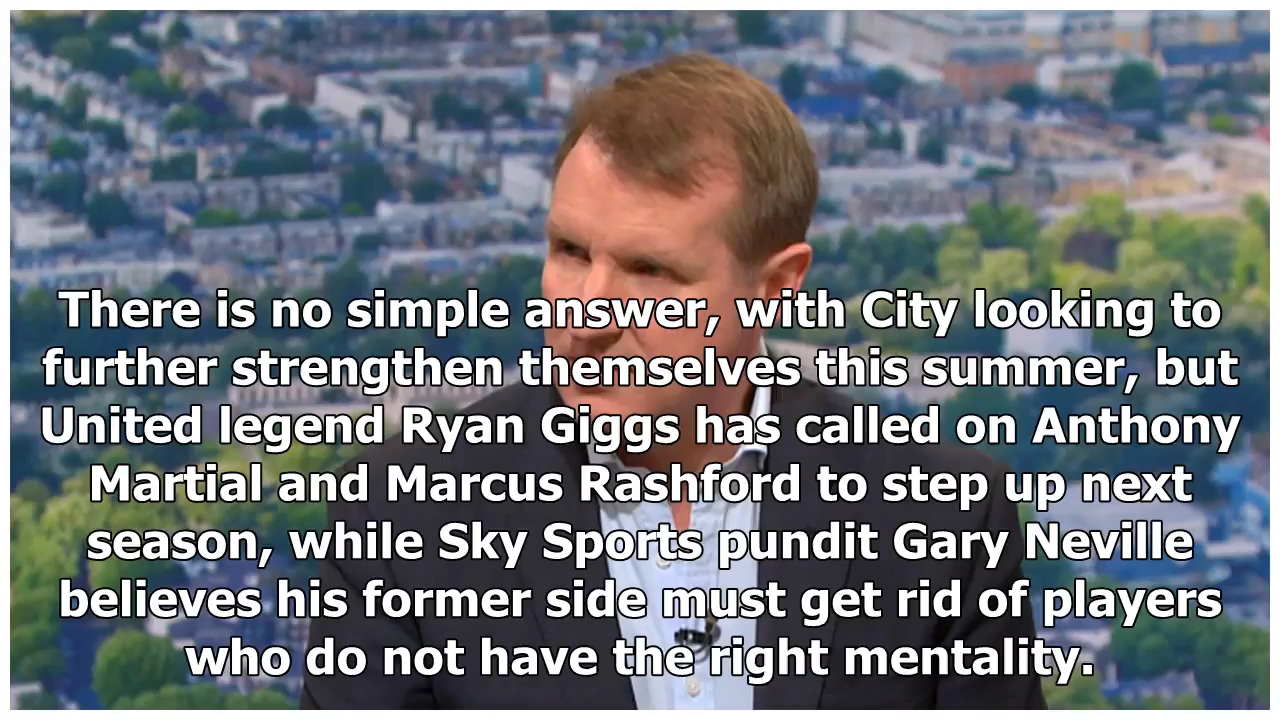 There is no simple answer, with City looking to
further strengthen themselves this summer, but
United legend Ryan Giggs has called on Anthony
Martial and Marcus Rashford to step up next
season, while Sky Sports pundit Gary Neville
believes his former side must get rid of players
who do not have the right mentality.